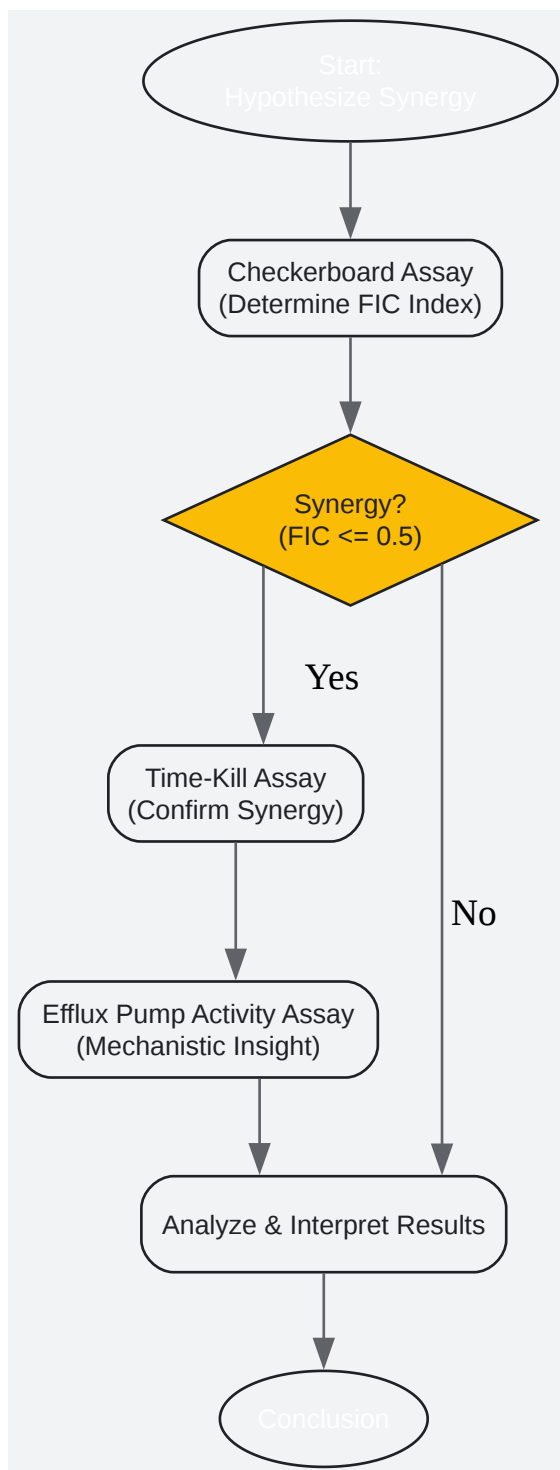 Start:
Hypothesize Synergy
Checkerboard Assay
(Determine FIC Index)
Synergy?
(FIC <= 0.5)
Yes
Time-Kill Assay
(Confirm Synergy)
No
Efflux Pump Activity Assay
(Mechanistic Insight)
Analyze & Interpret Results
Conclusion